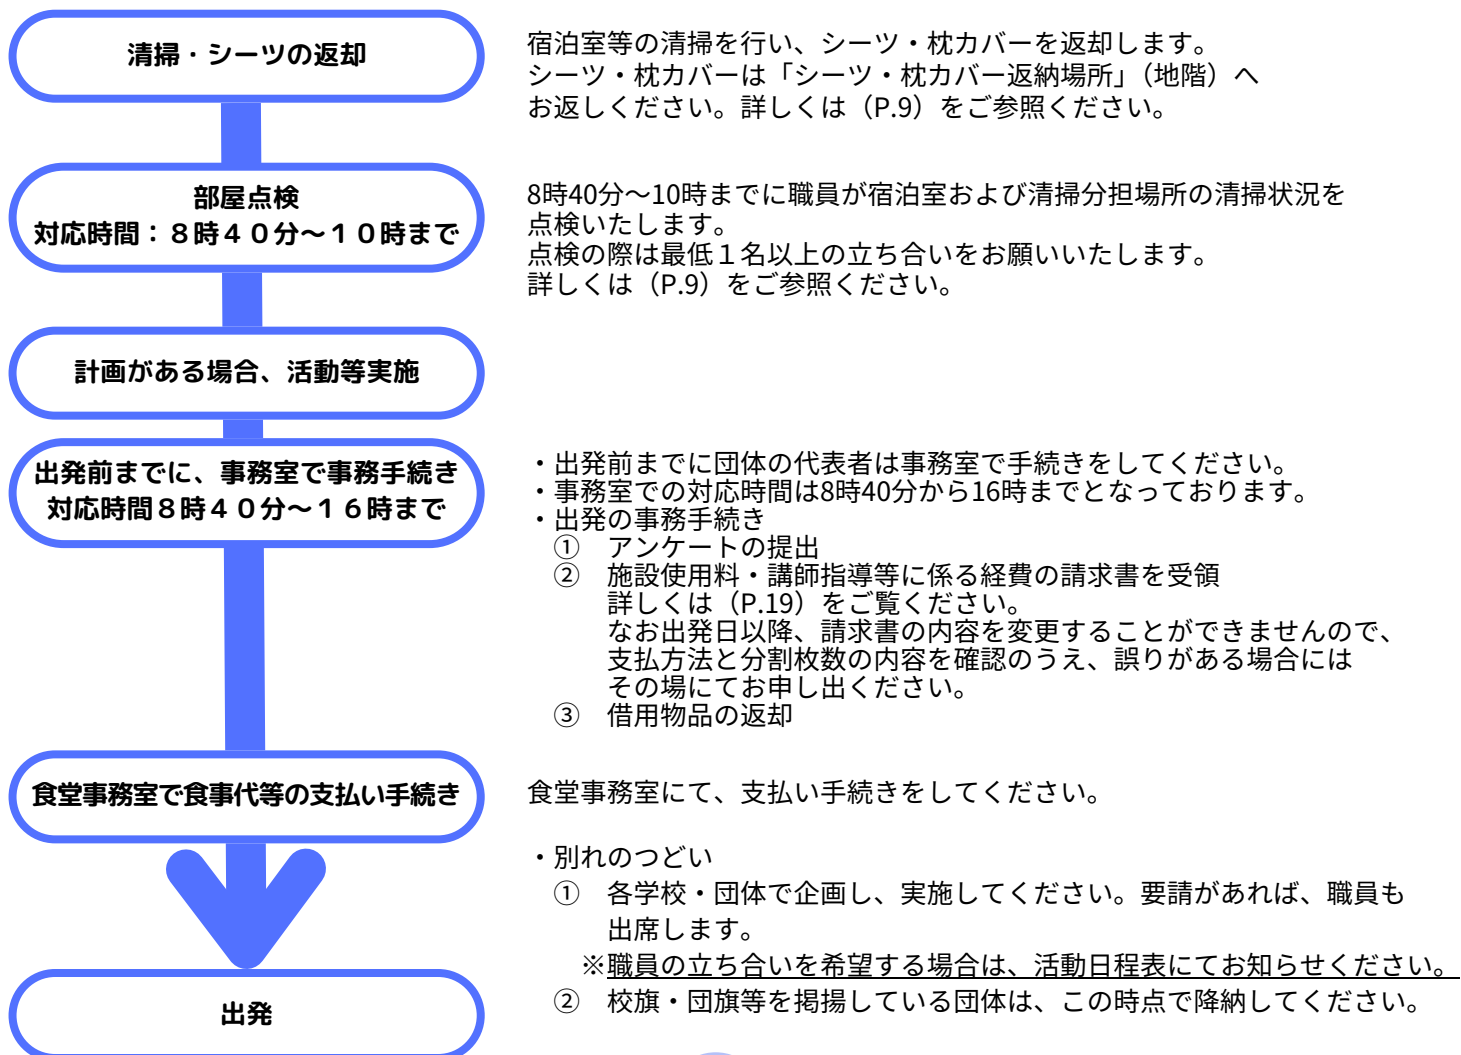 清掃・シーツの返却
宿泊室等の清掃を行い、シーツ・枕カバーを返却します。
シーツ・枕カバーは「シーツ・枕カバー返納場所」（地階）へ
お返しください。詳しくは（P.9）をご参照ください。
部屋点検
対応時間：８時４０分～１０時まで
8時40分～10時までに職員が宿泊室および清掃分担場所の清掃状況を
点検いたします。
点検の際は最低１名以上の立ち合いをお願いいたします。
詳しくは（P.9）をご参照ください。
計画がある場合、活動等実施
出発前までに、事務室で事務手続き
対応時間８時４０分～１６時まで
・出発前までに団体の代表者は事務室で手続きをしてください。
・事務室での対応時間は8時40分から16時までとなっております。
・出発の事務手続き
①　アンケートの提出
②　施設使用料・講師指導等に係る経費の請求書を受領
詳しくは（P.19）をご覧ください。
なお出発日以降、請求書の内容を変更することができませんので、
支払方法と分割枚数の内容を確認のうえ、誤りがある場合には
その場にてお申し出ください。
③　借用物品の返却
食堂事務室で食事代等の支払い手続き
食堂事務室にて、支払い手続きをしてください。
・別れのつどい
①　各学校・団体で企画し、実施してください。要請があれば、職員も
出席します。
※職員の立ち合いを希望する場合は、活動日程表にてお知らせください。
②　校旗・団旗等を掲揚している団体は、この時点で降納してください。
出発